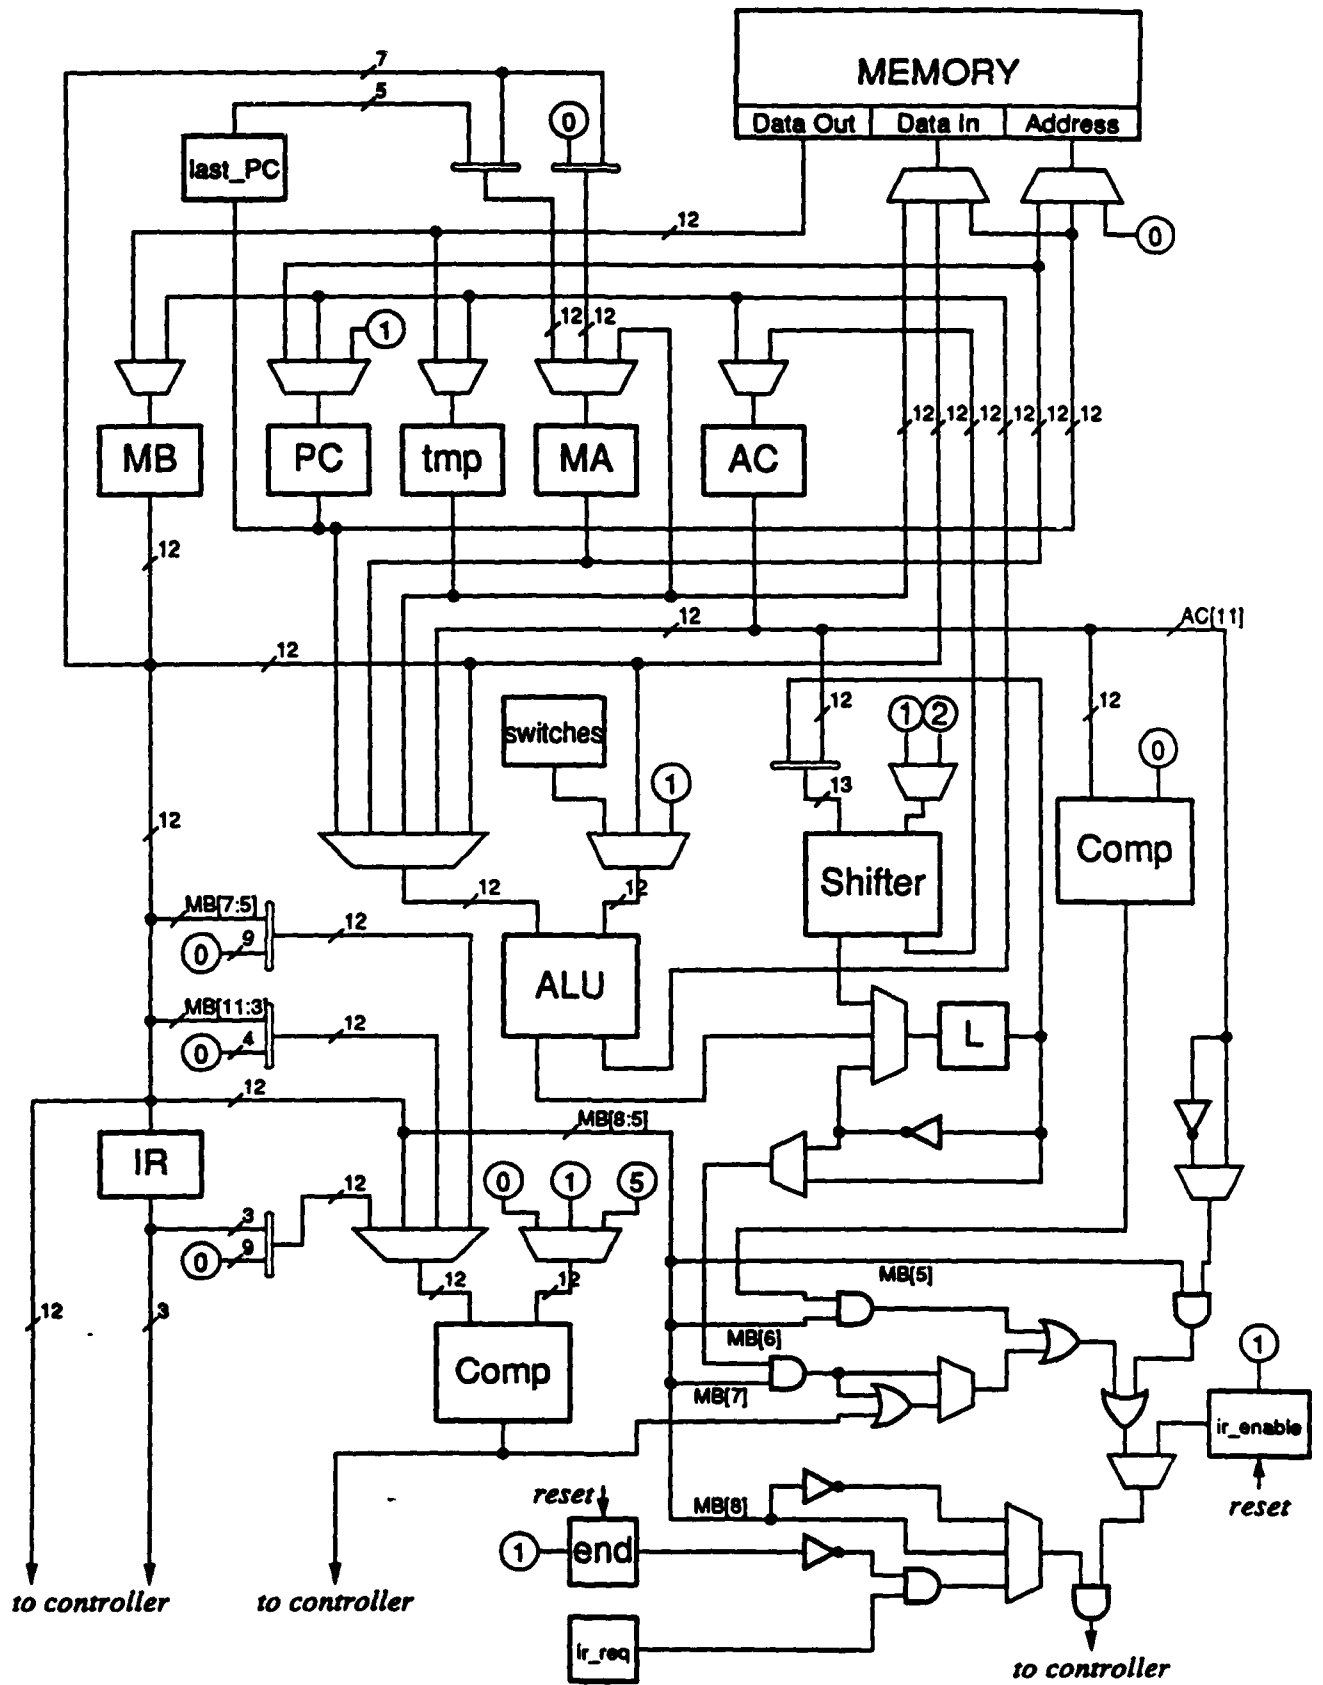 7
MEMORY
5
0
Data Out Data In Address
last_PC
12
0
1
12 12
12 12 12 12 12 12
MB PC tmp MA AC
12
12
AC[11]
12
12
12
switches
1 2
0
1
13
12
Comp
Shifter
MB[7:5]
12
12
12
0 9
ALU
MB[11:3]
12
L
0 4
12
MB[8:5]
IR
12
0 1 5
3
0 9
MB[5]
12 12
12
3
MB[6]
1
Comp
MB[7]
ir_enable
reset
MB[8]
reset
1
end
to controller
to controller
ir_req
to controller